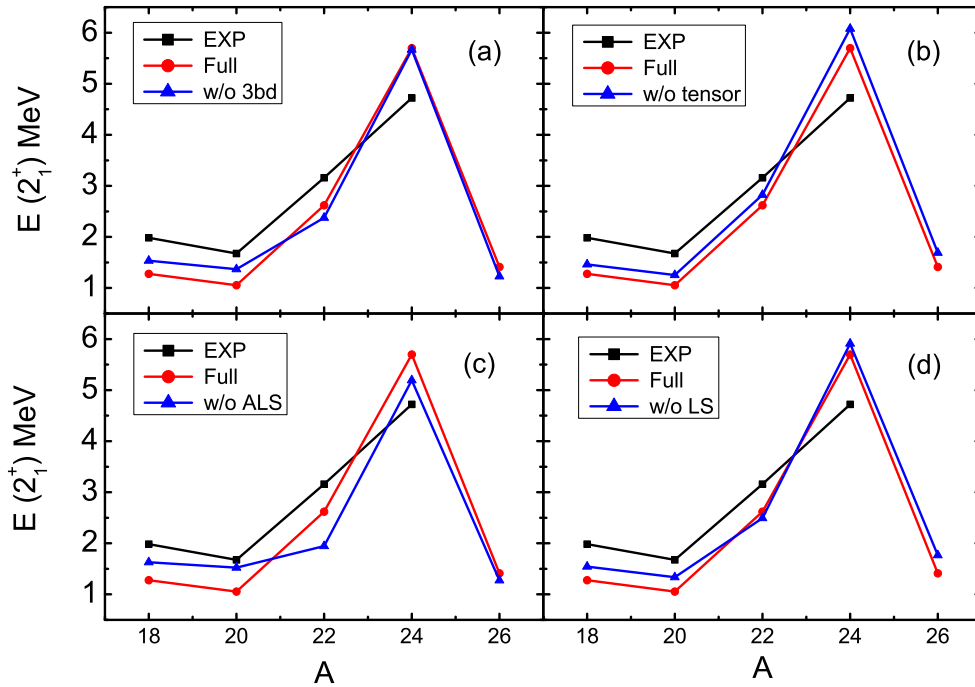 E (2₁⁺) MeV
6
5
4
3
2
1
EXP
Full
w/o 3bd
(a)
EXP
Full
w/o tensor
(b)
E (2₁⁺) MeV
6
5
4
3
2
1
EXP
Full
w/o ALS
(c)
EXP
Full
w/o LS
(d)
18 20 22 24 26
18 20 22 24 26
A
A